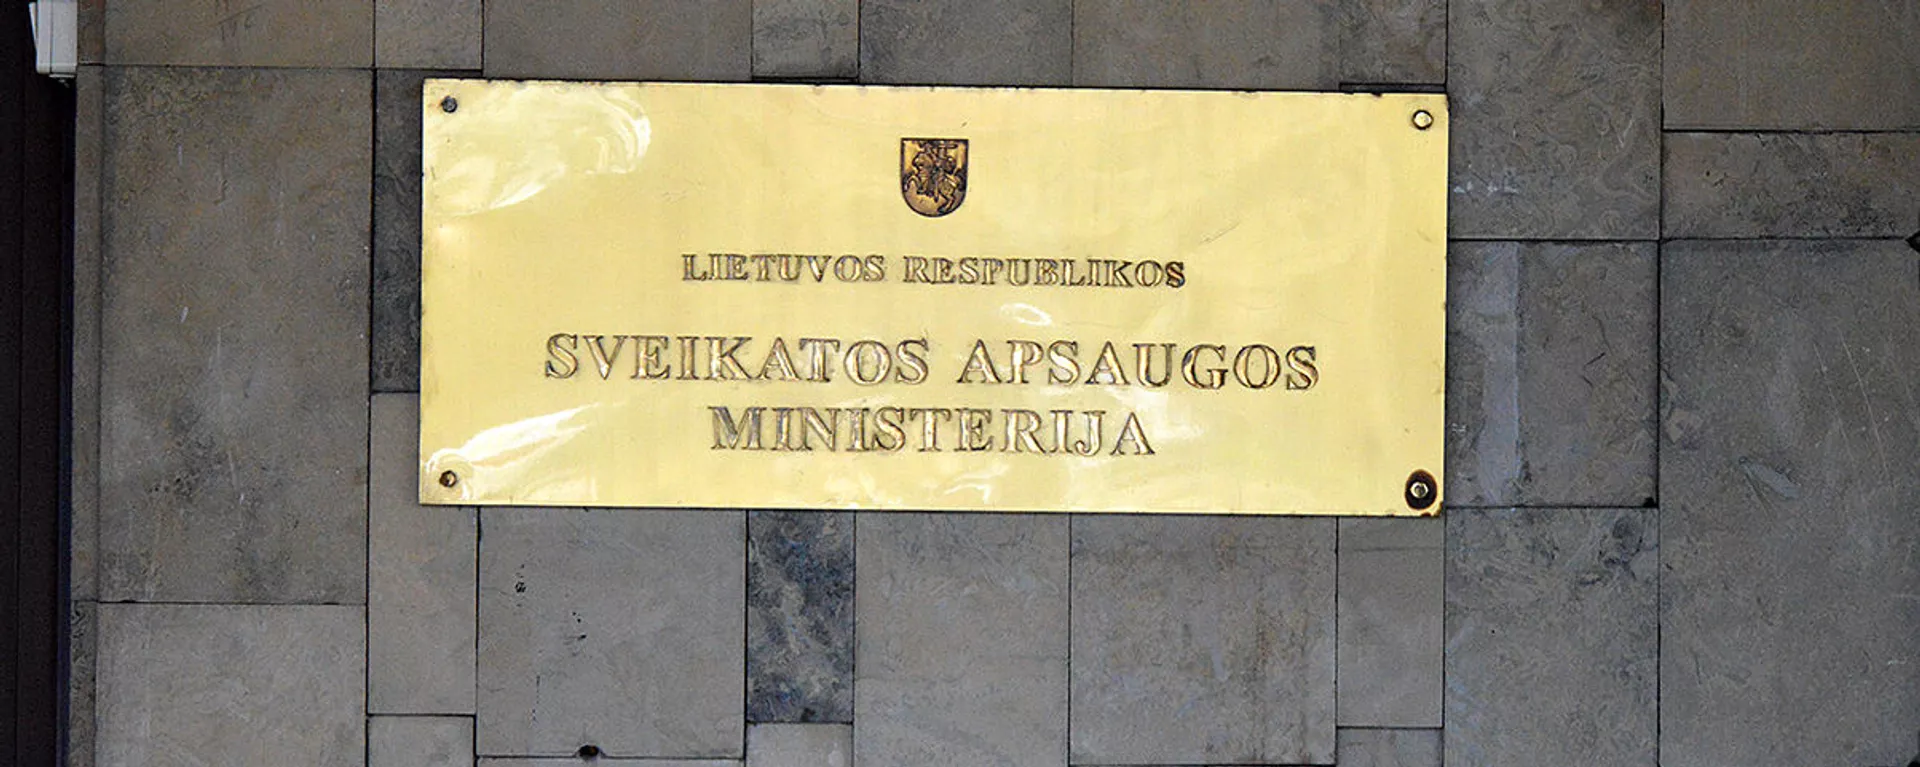 LIETUVOS RESPUBLIKOS
SVEIKATOS APSAUGOS
MINISTERIJA